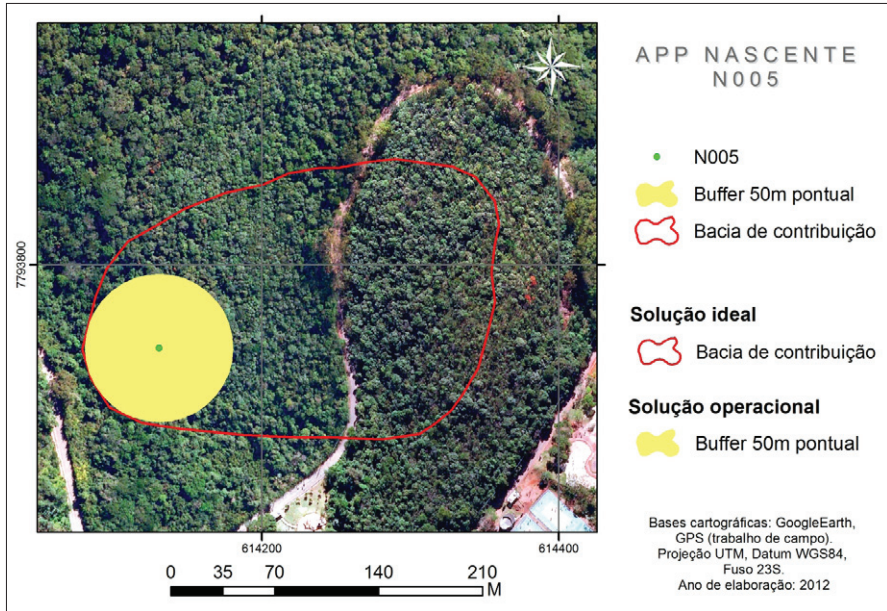 APP NASCENTE
N005
N005
Buffer 50m pontual
Bacia de contribuição
Solução ideal
Bacia de contribuição
Solução operacional
Buffer 50m pontual
Bases cartográficas: GoogleEarth,
GPS (trabalho de campo).
Projeção UTM, Datum WGS84,
Fuso 23S.
Ano de elaboração: 2012
7793800
614200
614400
0 35 70 140 210
M